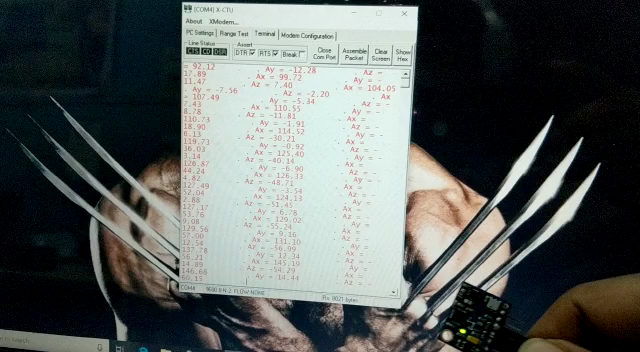 (COM4) X-CTU
About XModem...
PC Settings Range Test Terminal Modem Configuration
Line Status
CTS CD DSR
Assert
DTR RTS Break
Close Com Port
Assemble Packet
Clear Screen
Show Hex
= 92.12 . Ay = -12.28 . Az =
17.89 . Ax = 99.72
11.47 . Az = 7.40 . Ax = 104.05
. Ay = -7.56 . Az = -2.20 . Ax
= 107.49 . Ay = -5.34 . Az =
7.43 . Ax = 110.55 . Ay = -
8.78 . Az = -11.81 . Ax =
110.73 . Ay = -1.91 . Az = -
18.90 . Ax = 114.52 . Ay =
6.13 . Az = -30.21 . Ax =
119.73 . Ay = -0.92 . Az = -
36.03 . Ax = 125.40 . Ay =
3.14 . Az = -40.14 . Ax =
126.87 . Ay = -6.90 . Az = -
44.24 . Ax = 126.33 . Ay =
4.82 . Az = -48.71 . Ax =
127.49 . Ay = -3.54 . Az = -
52.04 . Ax = 124.13 . Ay =
2.88 . Az = -51.45 . Ax =
127.17 . Ay = 6.78 . Az = -
53.76 . Ax = 129.02 . Ay =
9.08 . Az = -55.24 . Ax =
129.56 . Ay = 9.16 . Az = -
57.00 . Ax = 131.10 . Ay =
12.54 . Az = -56.09 . Ax =
137.78 . Ay = 12.34 . Az = -
56.21 . Ax = 145.19 . Ay =
14.89 . Az = -54.29 . Ax =
146.68 . Ay = 14.44 . Az = -
60.15
COM4 9600 8-N-2 FLOW:NONE Rx: 8021 bytes